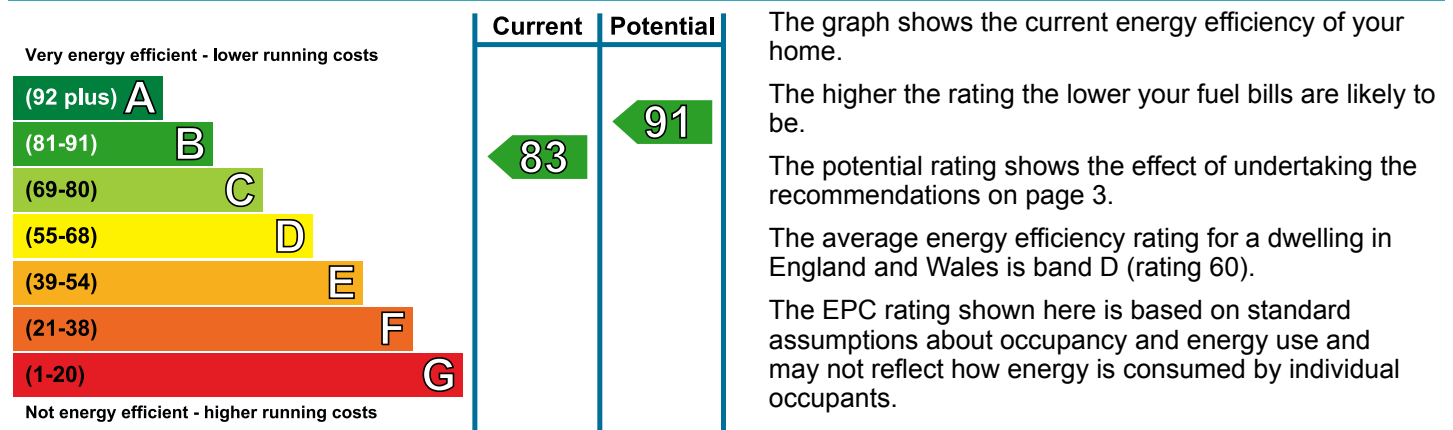 Current Potential
Very energy efficient - lower running costs
(92 plus) A
(81-91) B
(69-80) C
(55-68) D
(39-54) E
(21-38) F
(1-20) G
Not energy efficient - higher running costs
83
91
The graph shows the current energy efficiency of your
home.
The higher the rating the lower your fuel bills are likely to
be.
The potential rating shows the effect of undertaking the
recommendations on page 3.
The average energy efficiency rating for a dwelling in
England and Wales is band D (rating 60).
The EPC rating shown here is based on standard
assumptions about occupancy and energy use and
may not reflect how energy is consumed by individual
occupants.